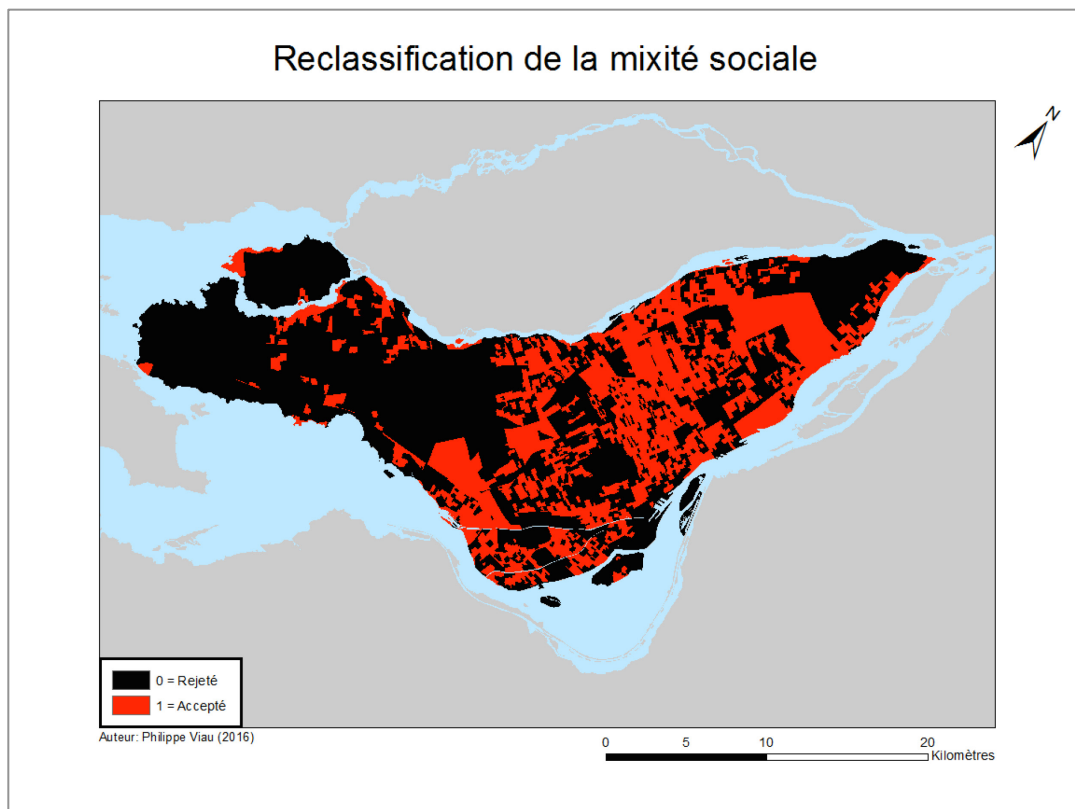 Reclassification de la mixité sociale
N
0 = Rejeté
1 = Accepté
Auteur: Philippe Viau (2016)
0 5 10 20
Kilomètres